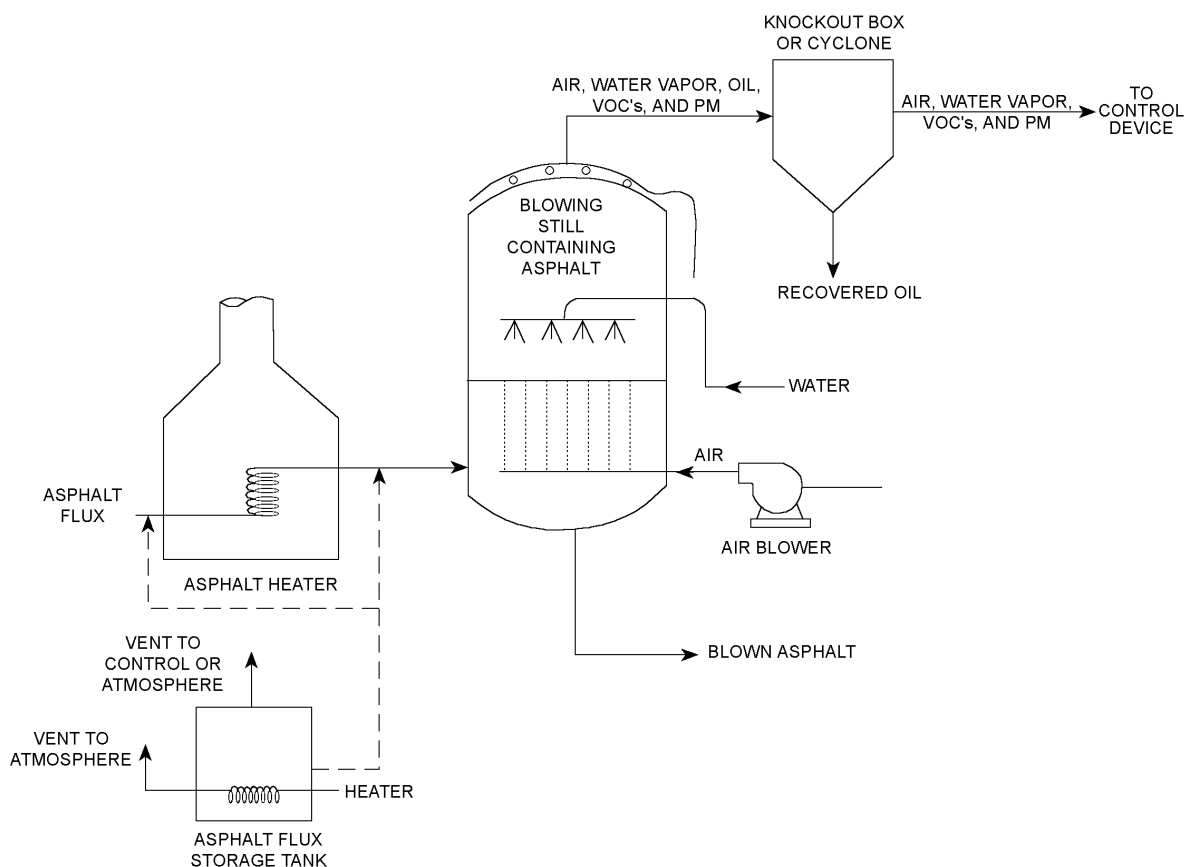 KNOCKOUT BOX
OR CYCLONE
AIR, WATER VAPOR, OIL,
VOC's, AND PM
AIR, WATER VAPOR,
VOC's, AND PM
TO
CONTROL
DEVICE
BLOWING
STILL
CONTAINING
ASPHALT
RECOVERED OIL
WATER
AIR
AIR BLOWER
ASPHALT
FLUX
ASPHALT HEATER
BLOWN ASPHALT
VENT TO
CONTROL OR
ATMOSPHERE
VENT TO
ATMOSPHERE
HEATER
ASPHALT FLUX
STORAGE TANK